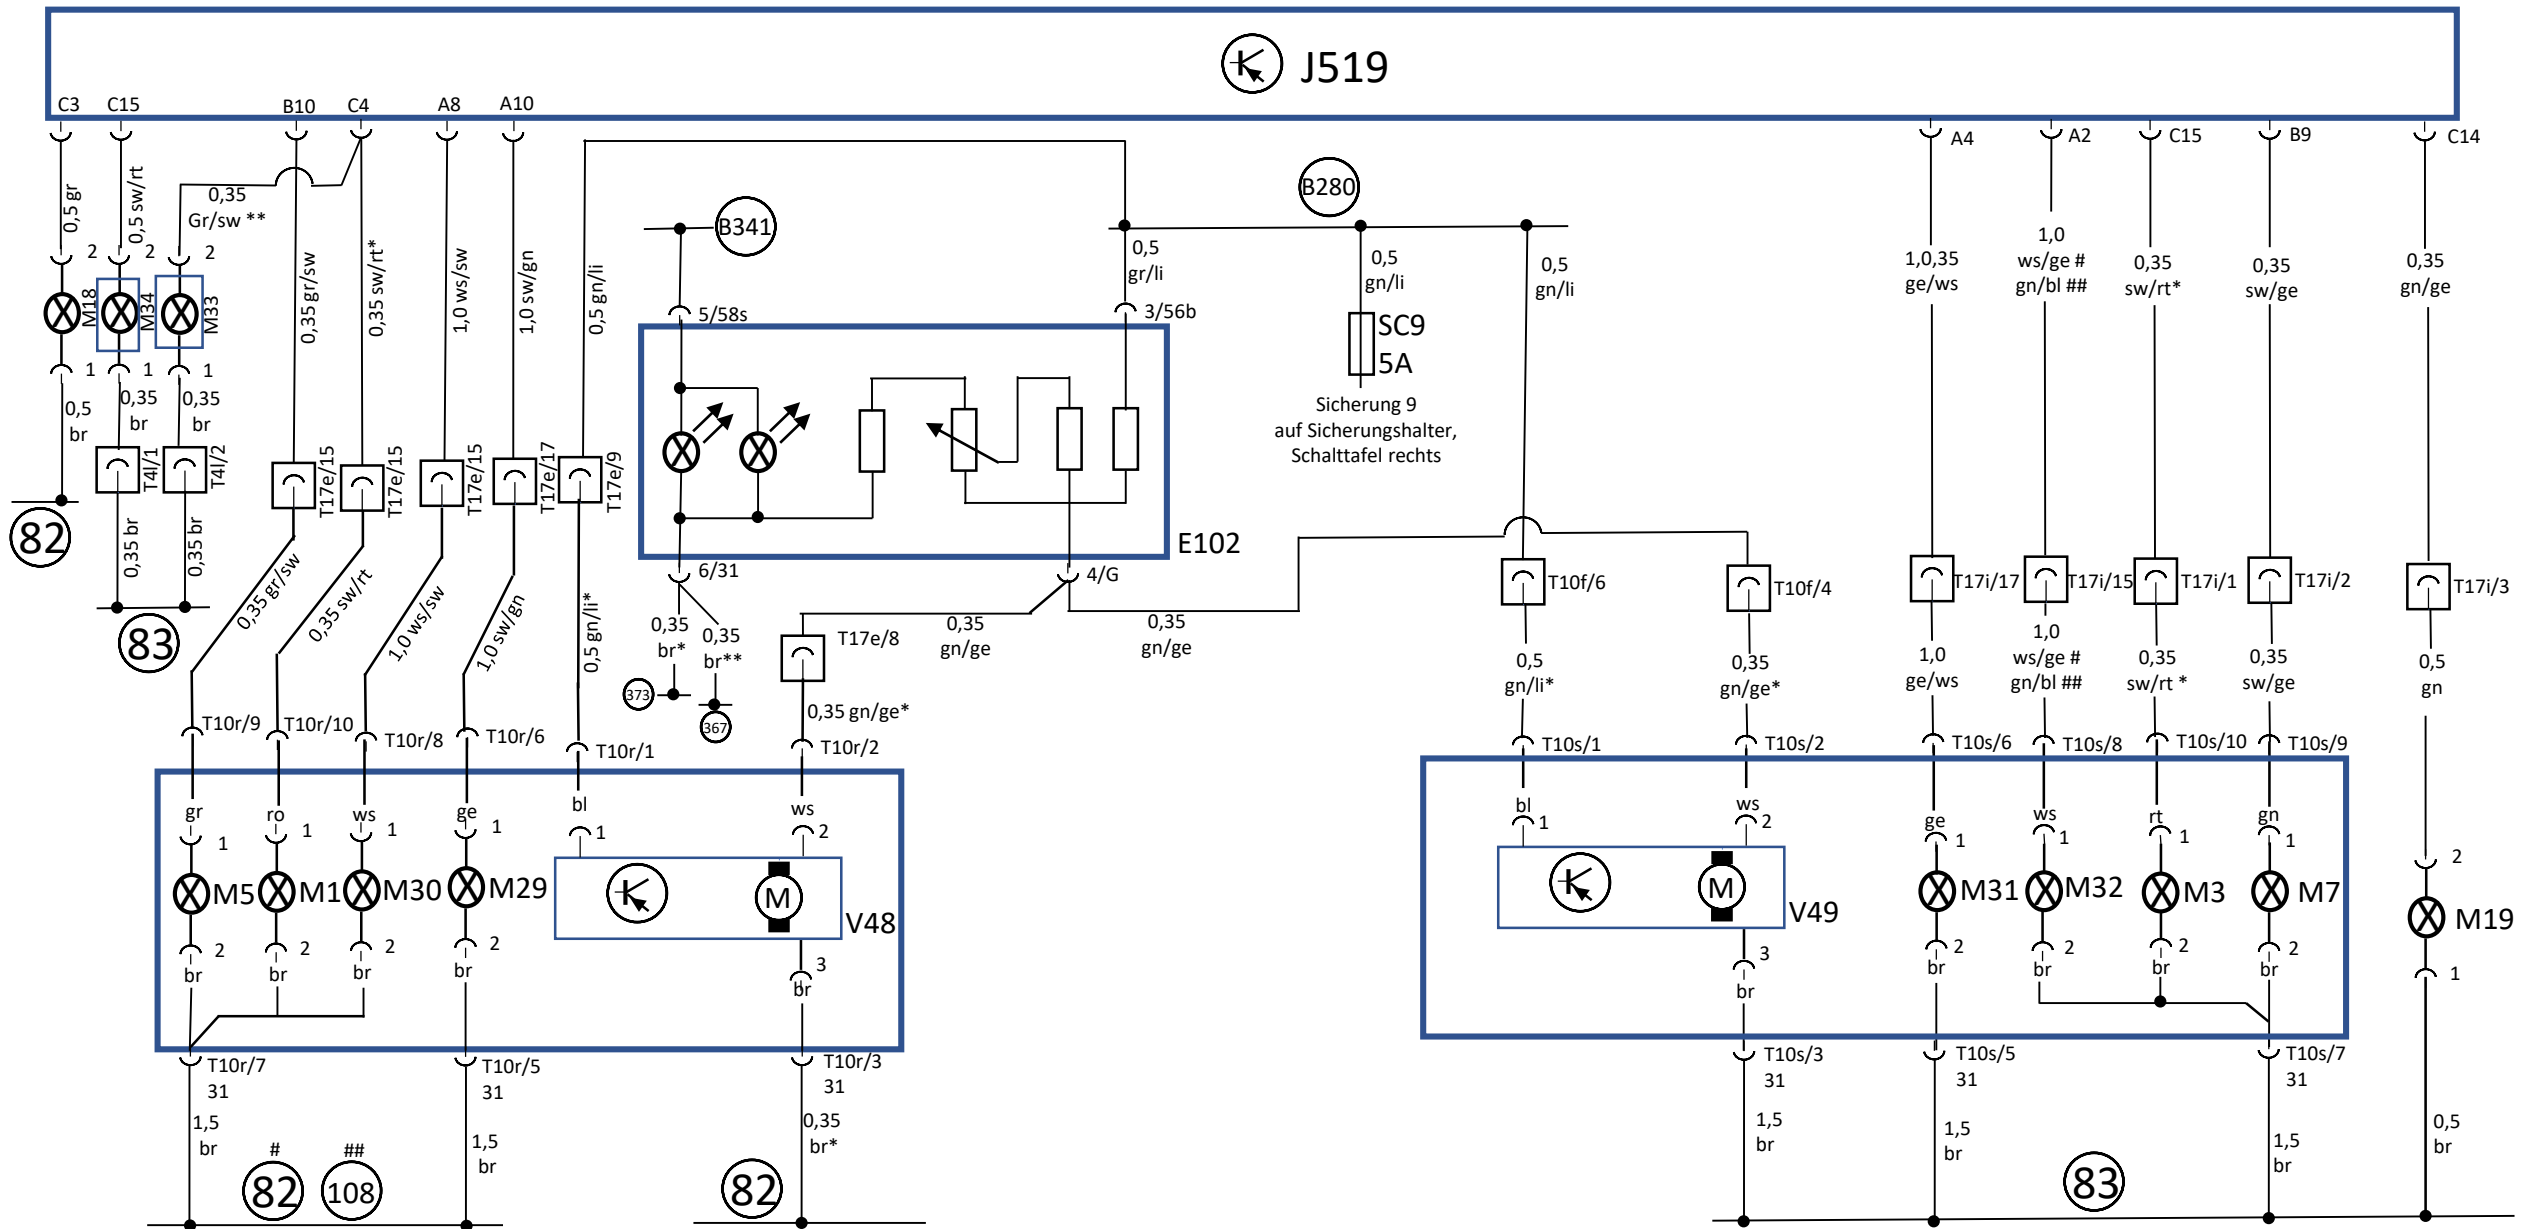 J519
C3
C15
B10
C4
A8
A10
A4
A2
C15
B9
C14
0,5 gr
0,5 sw/rt
0,35
Gr/sw **
0,35 gr/sw
0,35 sw/rt*
1,0 ws/sw
1,0 sw/gn
0,5 gn/li
B341
B280
0,5
gr/li
0,5
gn/li
0,5
gn/li
1,0,35
ge/ws
1,0
ws/ge #
gn/bl ##
0,35
sw/rt*
0,35
sw/ge
0,35
gn/ge
2
2
2
M18
M34
M33
1
1
1
5/58s
3/56b
SC9
5A
Sicherung 9
auf Sicherungshalter,
Schalttafel rechts
0,5
br
0,35
br
0,35
br
T4l/1
T4l/2
T17e/15
T17e/15
T17e/15
T17e/17
T17e/9
82
0,35 br
0,35 br
83
E102
6/31
4/G
0,35 gr/sw
0,35 sw/rt
1,0 ws/sw
1,0 sw/gn
0,5 gn/li*
0,35
br*
0,35
br**
373
367
T17e/8
0,35
gn/ge
0,35
gn/ge
0,35 gn/ge*
T10f/6
T10f/4
T17i/17
T17i/15
T17i/1
T17i/2
T17i/3
0,5
gn/li*
0,35
gn/ge*
1,0
ge/ws
1,0
ws/ge #
gn/bl ##
0,35
sw/rt *
0,35
sw/ge
0,5
gn
T10r/9
T10r/10
T10r/8
T10r/6
T10r/1
T10r/2
T10s/1
T10s/2
T10s/6
T10s/8
T10s/10
T10s/9
gr
ro
ws
ge
bl
ws
1
1
1
1
1
2
M5
M1
M30
M29
M
V48
2
2
2
2
3
br
br
br
br
br
bl
ws
ge
ws
rt
gn
1
2
1
1
1
1
2
M
V49
M31
M32
M3
M7
M19
3
2
2
2
2
1
br
br
br
br
br
T10r/7
31
T10r/5
31
T10r/3
31
T10s/3
31
T10s/5
31
T10s/7
31
1,5
br
1,5
br
0,35
br*
1,5
br
1,5
br
1,5
br
0,5
br
#
##
82
108
82
83